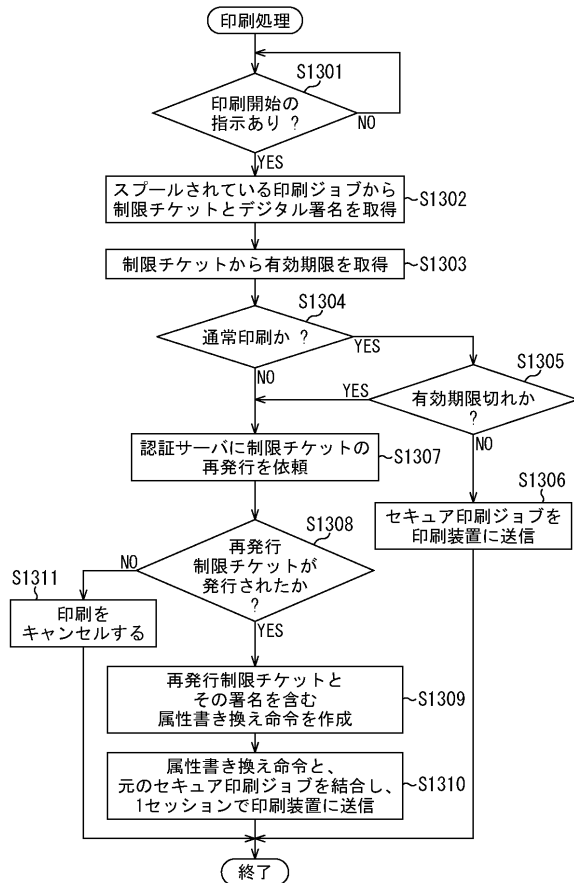 印刷処理
S1301
印刷開始の
指示あり ?
NO
YES
スプールされている印刷ジョブから
制限チケットとデジタル署名を取得
S1302
制限チケットから有効期限を取得
S1303
S1304
通常印刷か ?
YES
NO
S1305
有効期限切れか
?
YES
NO
認証サーバに制限チケットの
再発行を依頼
S1307
S1306
セキュア印刷ジョブを
印刷装置に送信
S1308
再発行
制限チケットが
発行されたか
?
NO
YES
S1311
印刷を
キャンセルする
再発行制限チケットと
その署名を含む
属性書き換え命令を作成
S1309
属性書き換え命令と、
元のセキュア印刷ジョブを結合し、
1セッションで印刷装置に送信
S1310
終了